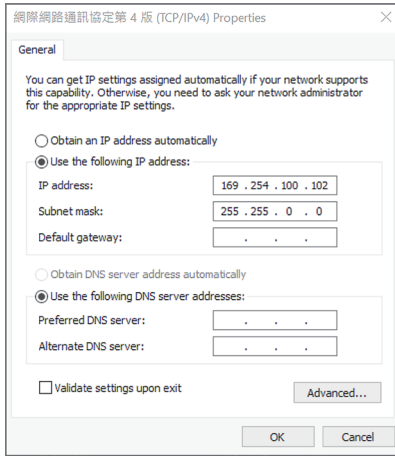 網際網路通訊協定第 4 版 (TCP/IPv4) Properties
General
You can get IP settings assigned automatically if your network supports
this capability. Otherwise, you need to ask your network administrator
for the appropriate IP settings.
Obtain an IP address automatically
Use the following IP address:
IP address: 169 . 254 . 100 . 102
Subnet mask: 255 . 255 . 0 . 0
Default gateway: . . .
Obtain DNS server address automatically
Use the following DNS server addresses:
Preferred DNS server: . . .
Alternate DNS server: . . .
Validate settings upon exit
Advanced...
OK Cancel